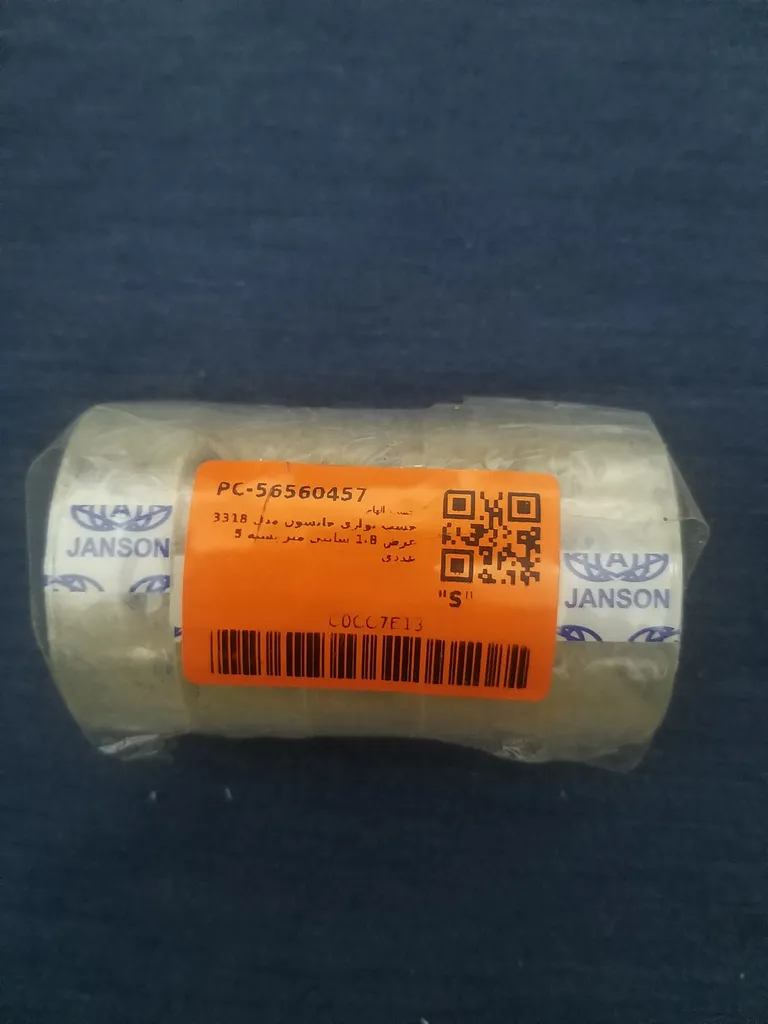 JANSON
PC-56560457
چسب الهام
چسب نواری جانسون مدل 3318
عرض 1.8 سانتی متر بسته 5
عددی
"S"
C0CC7E13
JANSON